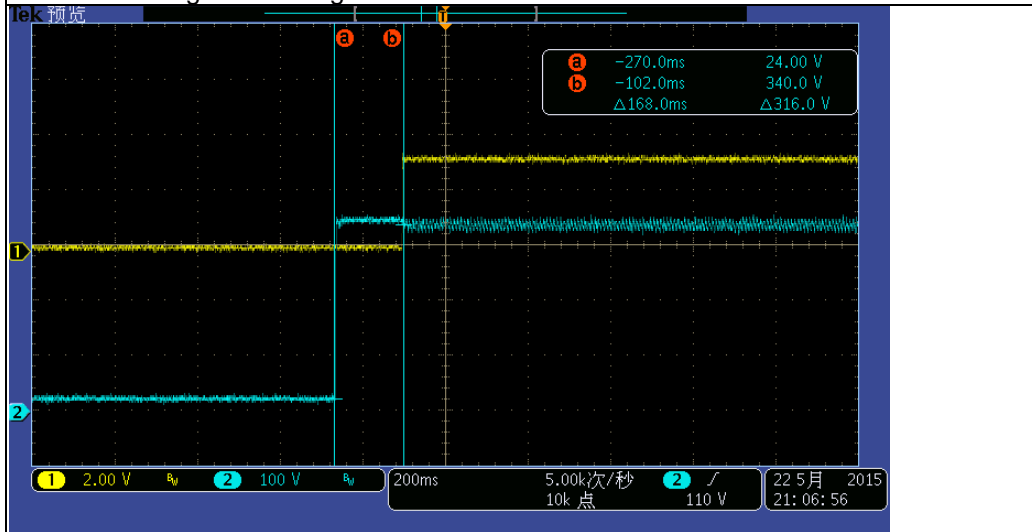 Tek 预览
T
a b
a -270.0ms 24.00 V
b -102.0ms 340.0 V
△168.0ms △316.0 V
1
2
1 2.00 V BW 2 100 V BW 200ms 5.00k次/秒 2 22 5月 2015
10k 点 110 V 21:06:56